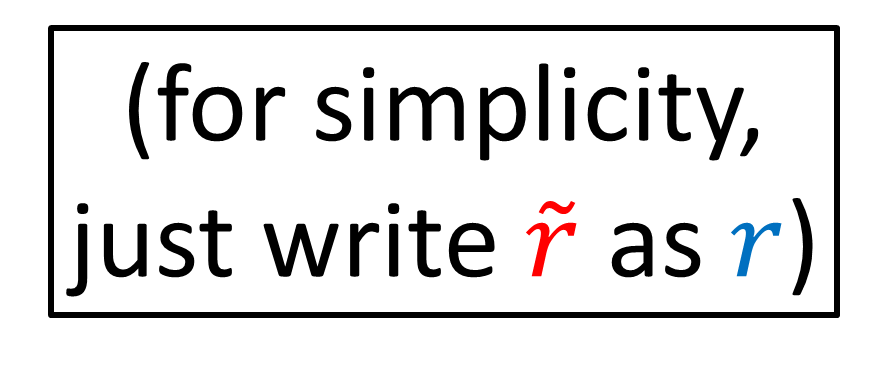 (for simplicity,
just write r̃ as r)